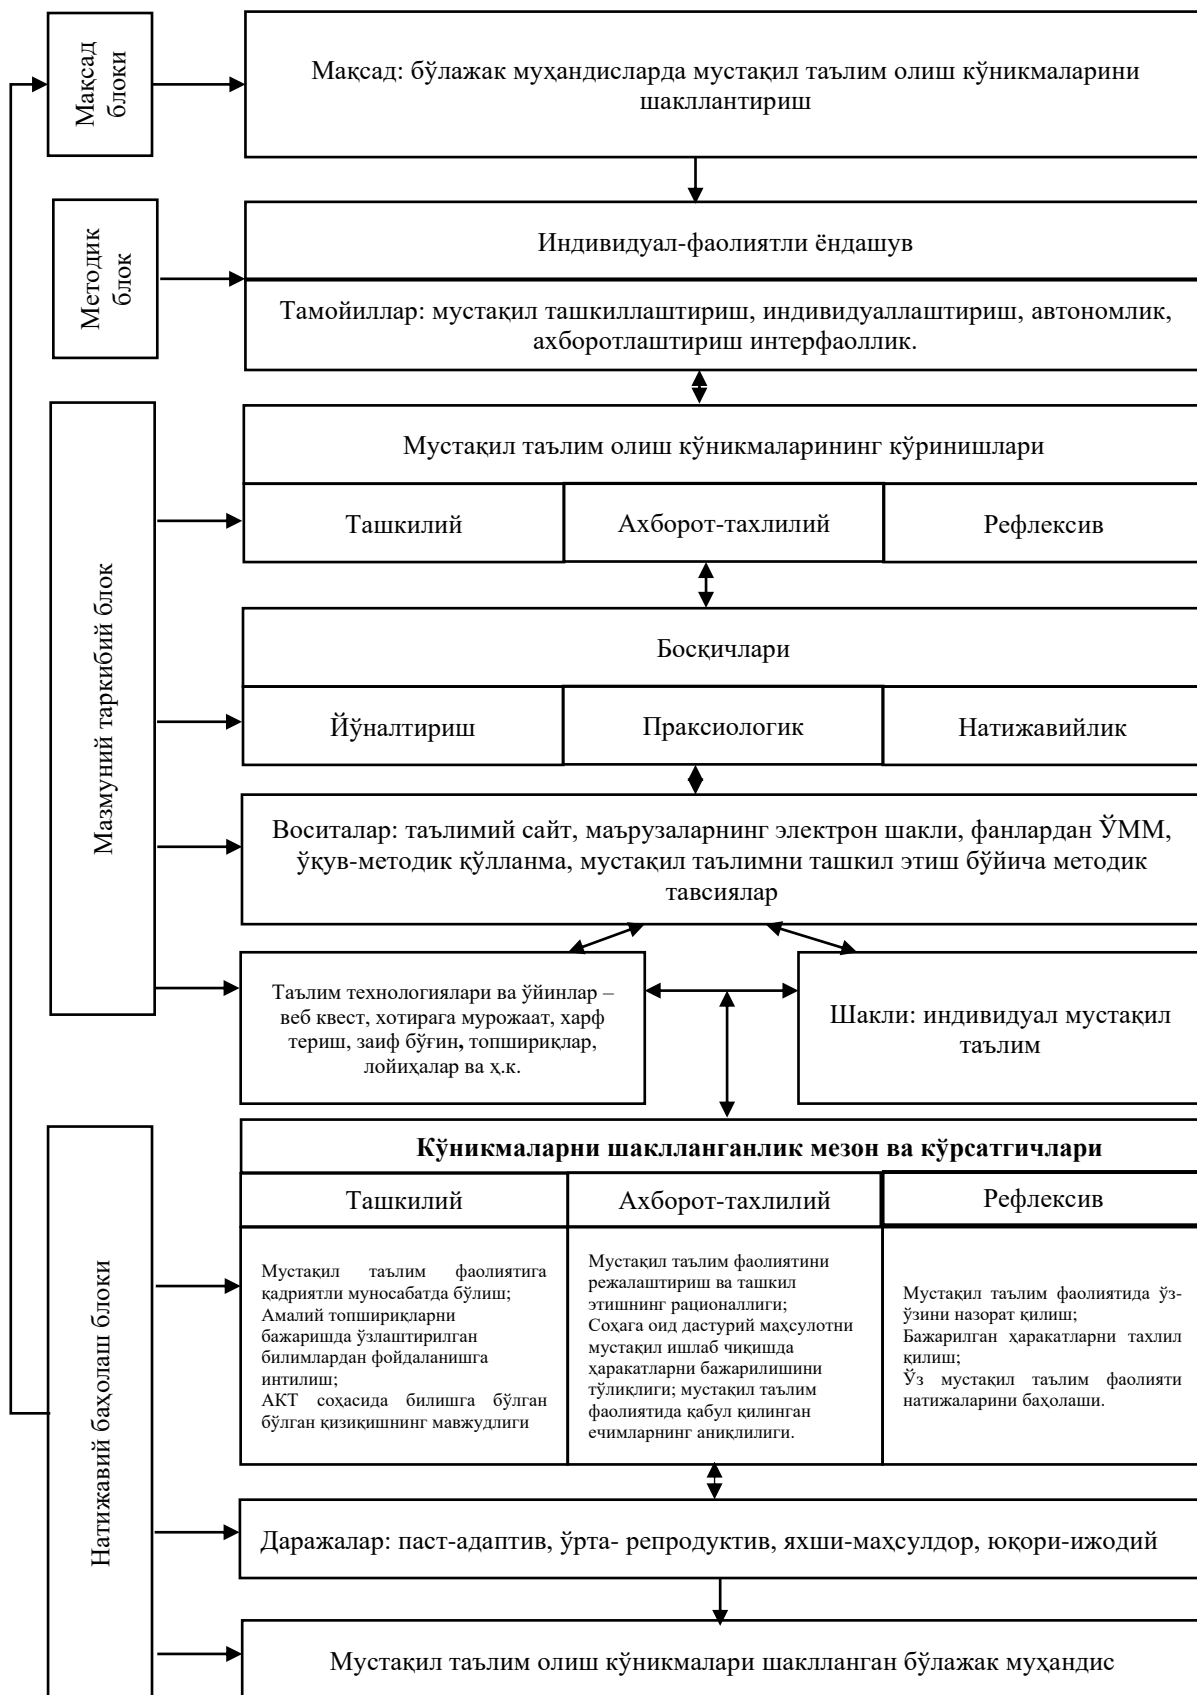 Мақсад
блоки
Мақсад: бўлажак муҳандисларда мустақил таълим олиш кўникмаларини
шакллантириш
Методик
блок
Индивидуал-фаолиятли ёндашув
Тамойиллар: мустақил ташкиллаштириш, индивидуаллаштириш, автономлик,
ахборотлаштириш интерфаоллик.
Мазмуний таркибий блок
Мустақил таълим олиш кўникмаларининг кўринишлари
Ташкилий
Ахборот-тахлилий
Рефлексив
Босқичлари
Йўналтириш
Праксиологик
Натижавийлик
Воситалар: таълимий сайт, маърузаларнинг электрон шакли, фанлардан ЎММ,
ўқув-методик қўлланма, мустақил таълимни ташкил этиш бўйича методик
тавсиялар
Таълим технологиялари ва ўйинлар –
веб квест, хотирага мурожаат, харф
териш, заиф бўғин, топшириқлар,
лойиҳалар ва ҳ.к.
Шакли: индивидуал мустақил
таълим
Натижавий баҳолаш блоки
Кўникмаларни шаклланганлик мезон ва кўрсатгичлари
Ташкилий
Ахборот-тахлилий
Рефлексив
Мустақил таълим фаолиятига
қадриятли муносабатда бўлиш;
Амалий топшириқларни
бажаришда ўзлаштирилган
билимлардан фойдаланишга
интилиш;
АКТ соҳасида билишга бўлган
бўлган қизиқишнинг мавжудлиги
Мустақил таълим фаолиятини
режалаштириш ва ташкил
этишнинг рационаллиги;
Соҳага оид дастурий маҳсулотни
мустақил ишлаб чиқишда
ҳаракатларни бажарилишини
тўлиқлиги; мустақил таълим
фаолиятида қабул қилинган
ечимларнинг аниқлилиги.
Мустақил таълим фаолиятида ўз-
ўзини назорат қилиш;
Бажарилган ҳаракатларни тахлил
қилиш;
Ўз мустақил таълим фаолияти
натижаларини баҳолаши.
Даражалар: паст-адаптив, ўрта- репродуктив, яхши-маҳсулдор, юқори-ижодий
Мустақил таълим олиш кўникмалари шаклланган бўлажак муҳандис